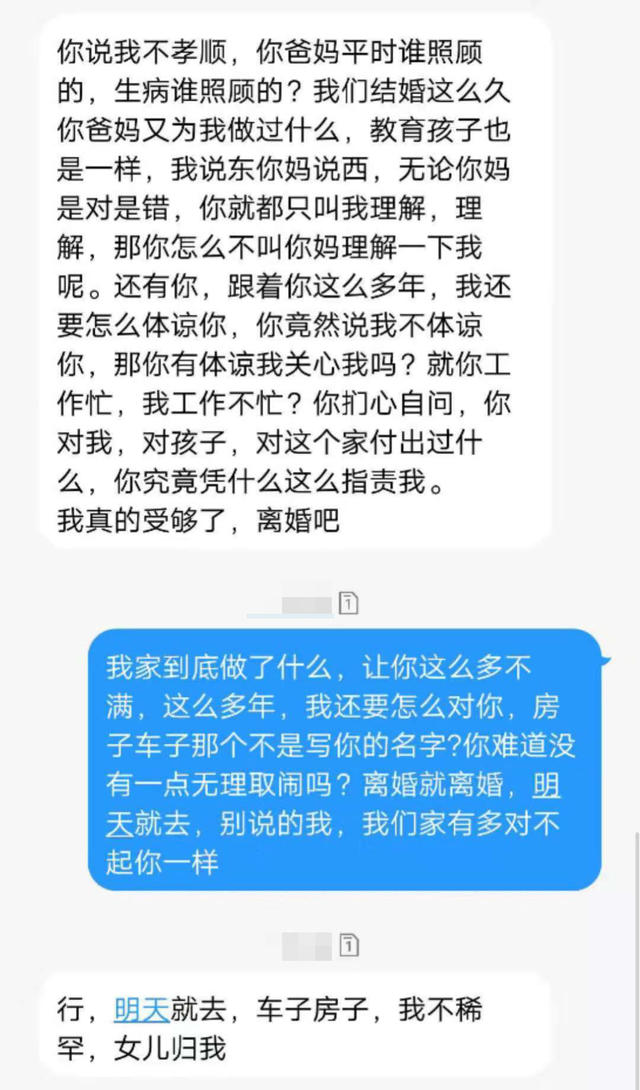 你说我不孝顺，你爸妈平时谁照顾
的，生病谁照顾的？我们结婚这么久
你爸妈又为我做过什么，教育孩子也
是一样，我说东你妈说西，无论你妈
是对是错，你就都只叫我理解，理
解，那你怎么不叫你妈理解一下我
呢。还有你，跟着你这么多年，我还
要怎么体谅你，你竟然说我不体谅
你，那你有体谅我关心我吗？就你工
作忙，我工作不忙？你扪心自问，你
对我，对孩子，对这个家付出过什
么，你究竟凭什么这么指责我。
我真的受够了，离婚吧
1
我家到底做了什么，让你这么多不
满，这么多年，我还要怎么对你，房
子车子那个不是写你的名字?你难道没
有一点无理取闹吗？离婚就离婚，明
天就去，别说的我，我们家有多对不
起你一样
1
行，明天就去，车子房子，我不稀
罕，女儿归我